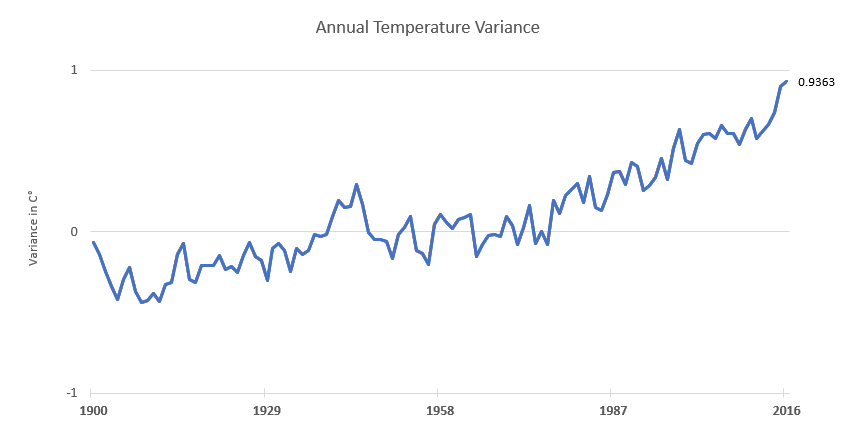 Annual Temperature Variance
1
0.9363
0
Variance in C°
-1
1900 1929 1958 1987 2016